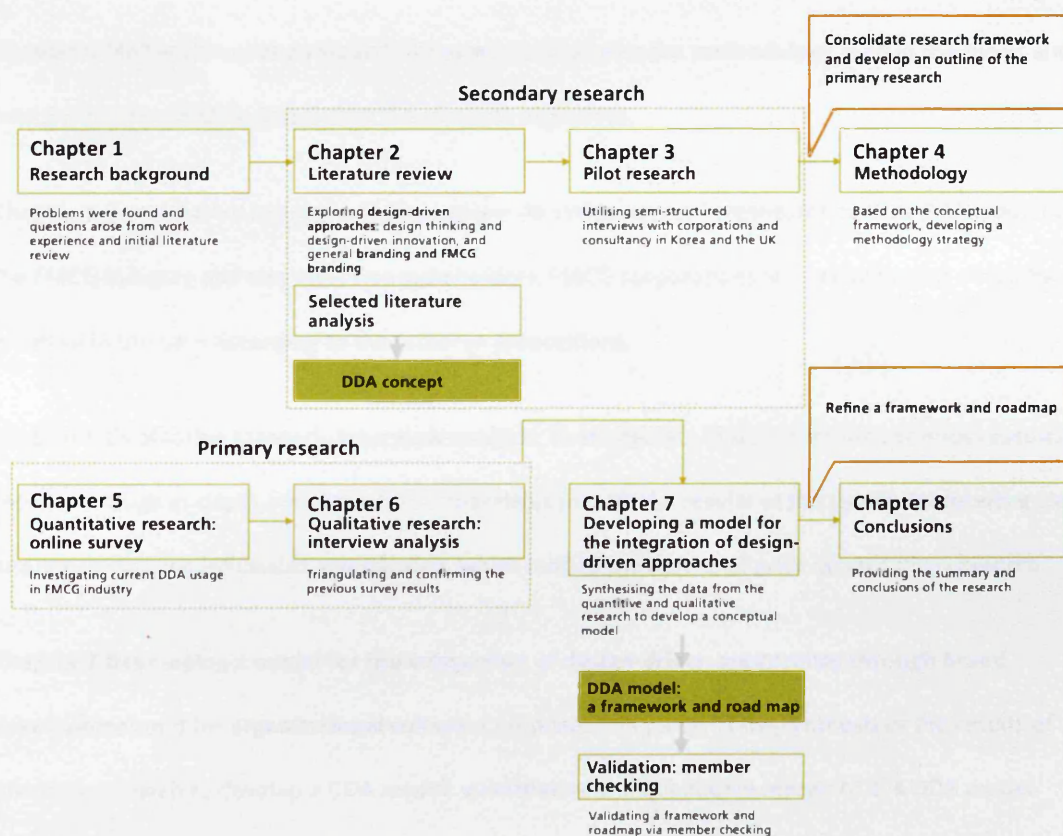 Consolidate research framework
and develop an outline of the
primary research
Secondary research
Chapter 1
Research background
Problems were found and
questions arose from work
experience and initial literature
review
Chapter 2
Literature review
Exploring design-driven
approaches: design thinking and
design-driven innovation, and
general branding and FMCG
branding
Selected literature
analysis
DDA concept
Chapter 3
Pilot research
Utilising semi-structured
interviews with corporations and
consultancy in Korea and the UK
Chapter 4
Methodology
Based on the conceptual
framework, developing a
methodology strategy
Refine a framework and roadmap
Primary research
Chapter 5
Quantitative research:
online survey
Investigating current DDA usage
in FMCG industry
Chapter 6
Qualitative research:
interview analysis
Triangulating and confirming the
previous survey results
Chapter 7
Developing a model for
the integration of design-
driven approaches
Synthesising the data from the
quantitive and qualitative
research to develop a conceptual
model
DDA model:
a framework and road map
Validation: member
checking
Validating a framework and
roadmap via member checking
Chapter 8
Conclusions
Providing the summary and
conclusions of the research